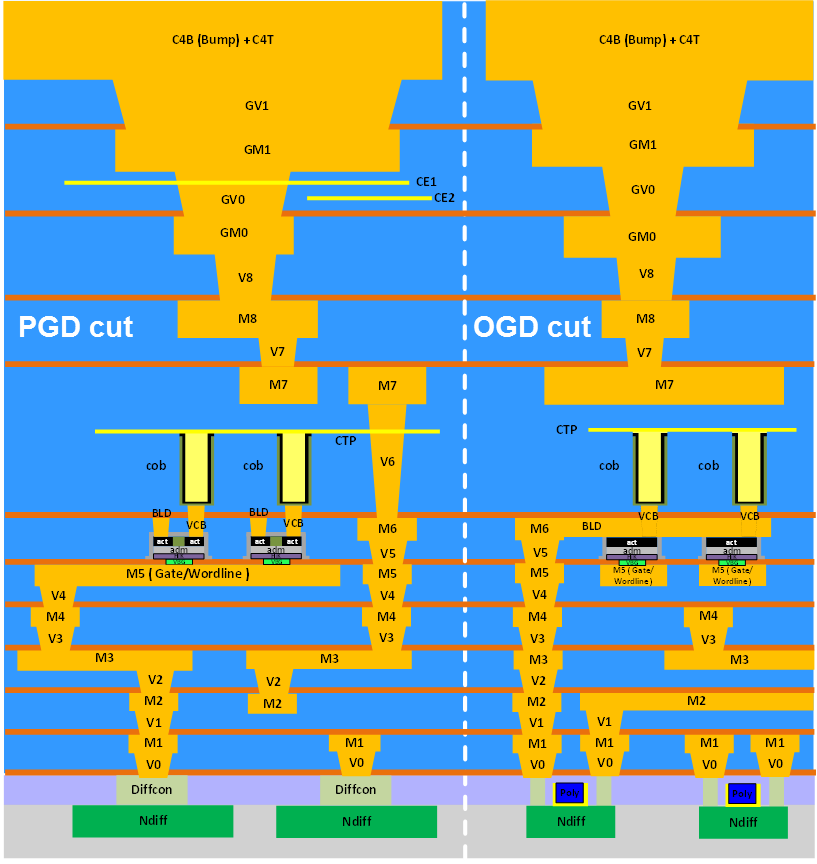 C4B (Bump) + C4T
C4B (Bump) + C4T
GV1
GV1
GM1
GM1
CE1
GV0
CE2
GV0
GM0
GM0
V8
V8
PGD cut
M8
OGD cut
M8
V7
V7
M7
M7
M7
CTP
CTP
cob
cob
V6
cob
cob
BLD
VCB
BLD
VCB
M6
M6
BLD
VCB
VCB
act
act
adm
act
act
adm
V5
V5
act
adm
act
adm
VSG
VSG
M5 ( Gate/Wordline )
M5
M5
M5 ( Gate/
Wordline )
M5 ( Gate/
Wordline )
V4
V4
V4
M4
M4
M4
M4
V3
V3
V3
V3
M3
M3
M3
M3
V2
V2
V2
M2
M2
M2
M2
V1
V1
V1
M1
M1
M1
M1
M1
M1
V0
V0
V0
V0
V0
V0
Diffcon
Diffcon
Poly
Poly
Ndiff
Ndiff
Ndiff
Ndiff